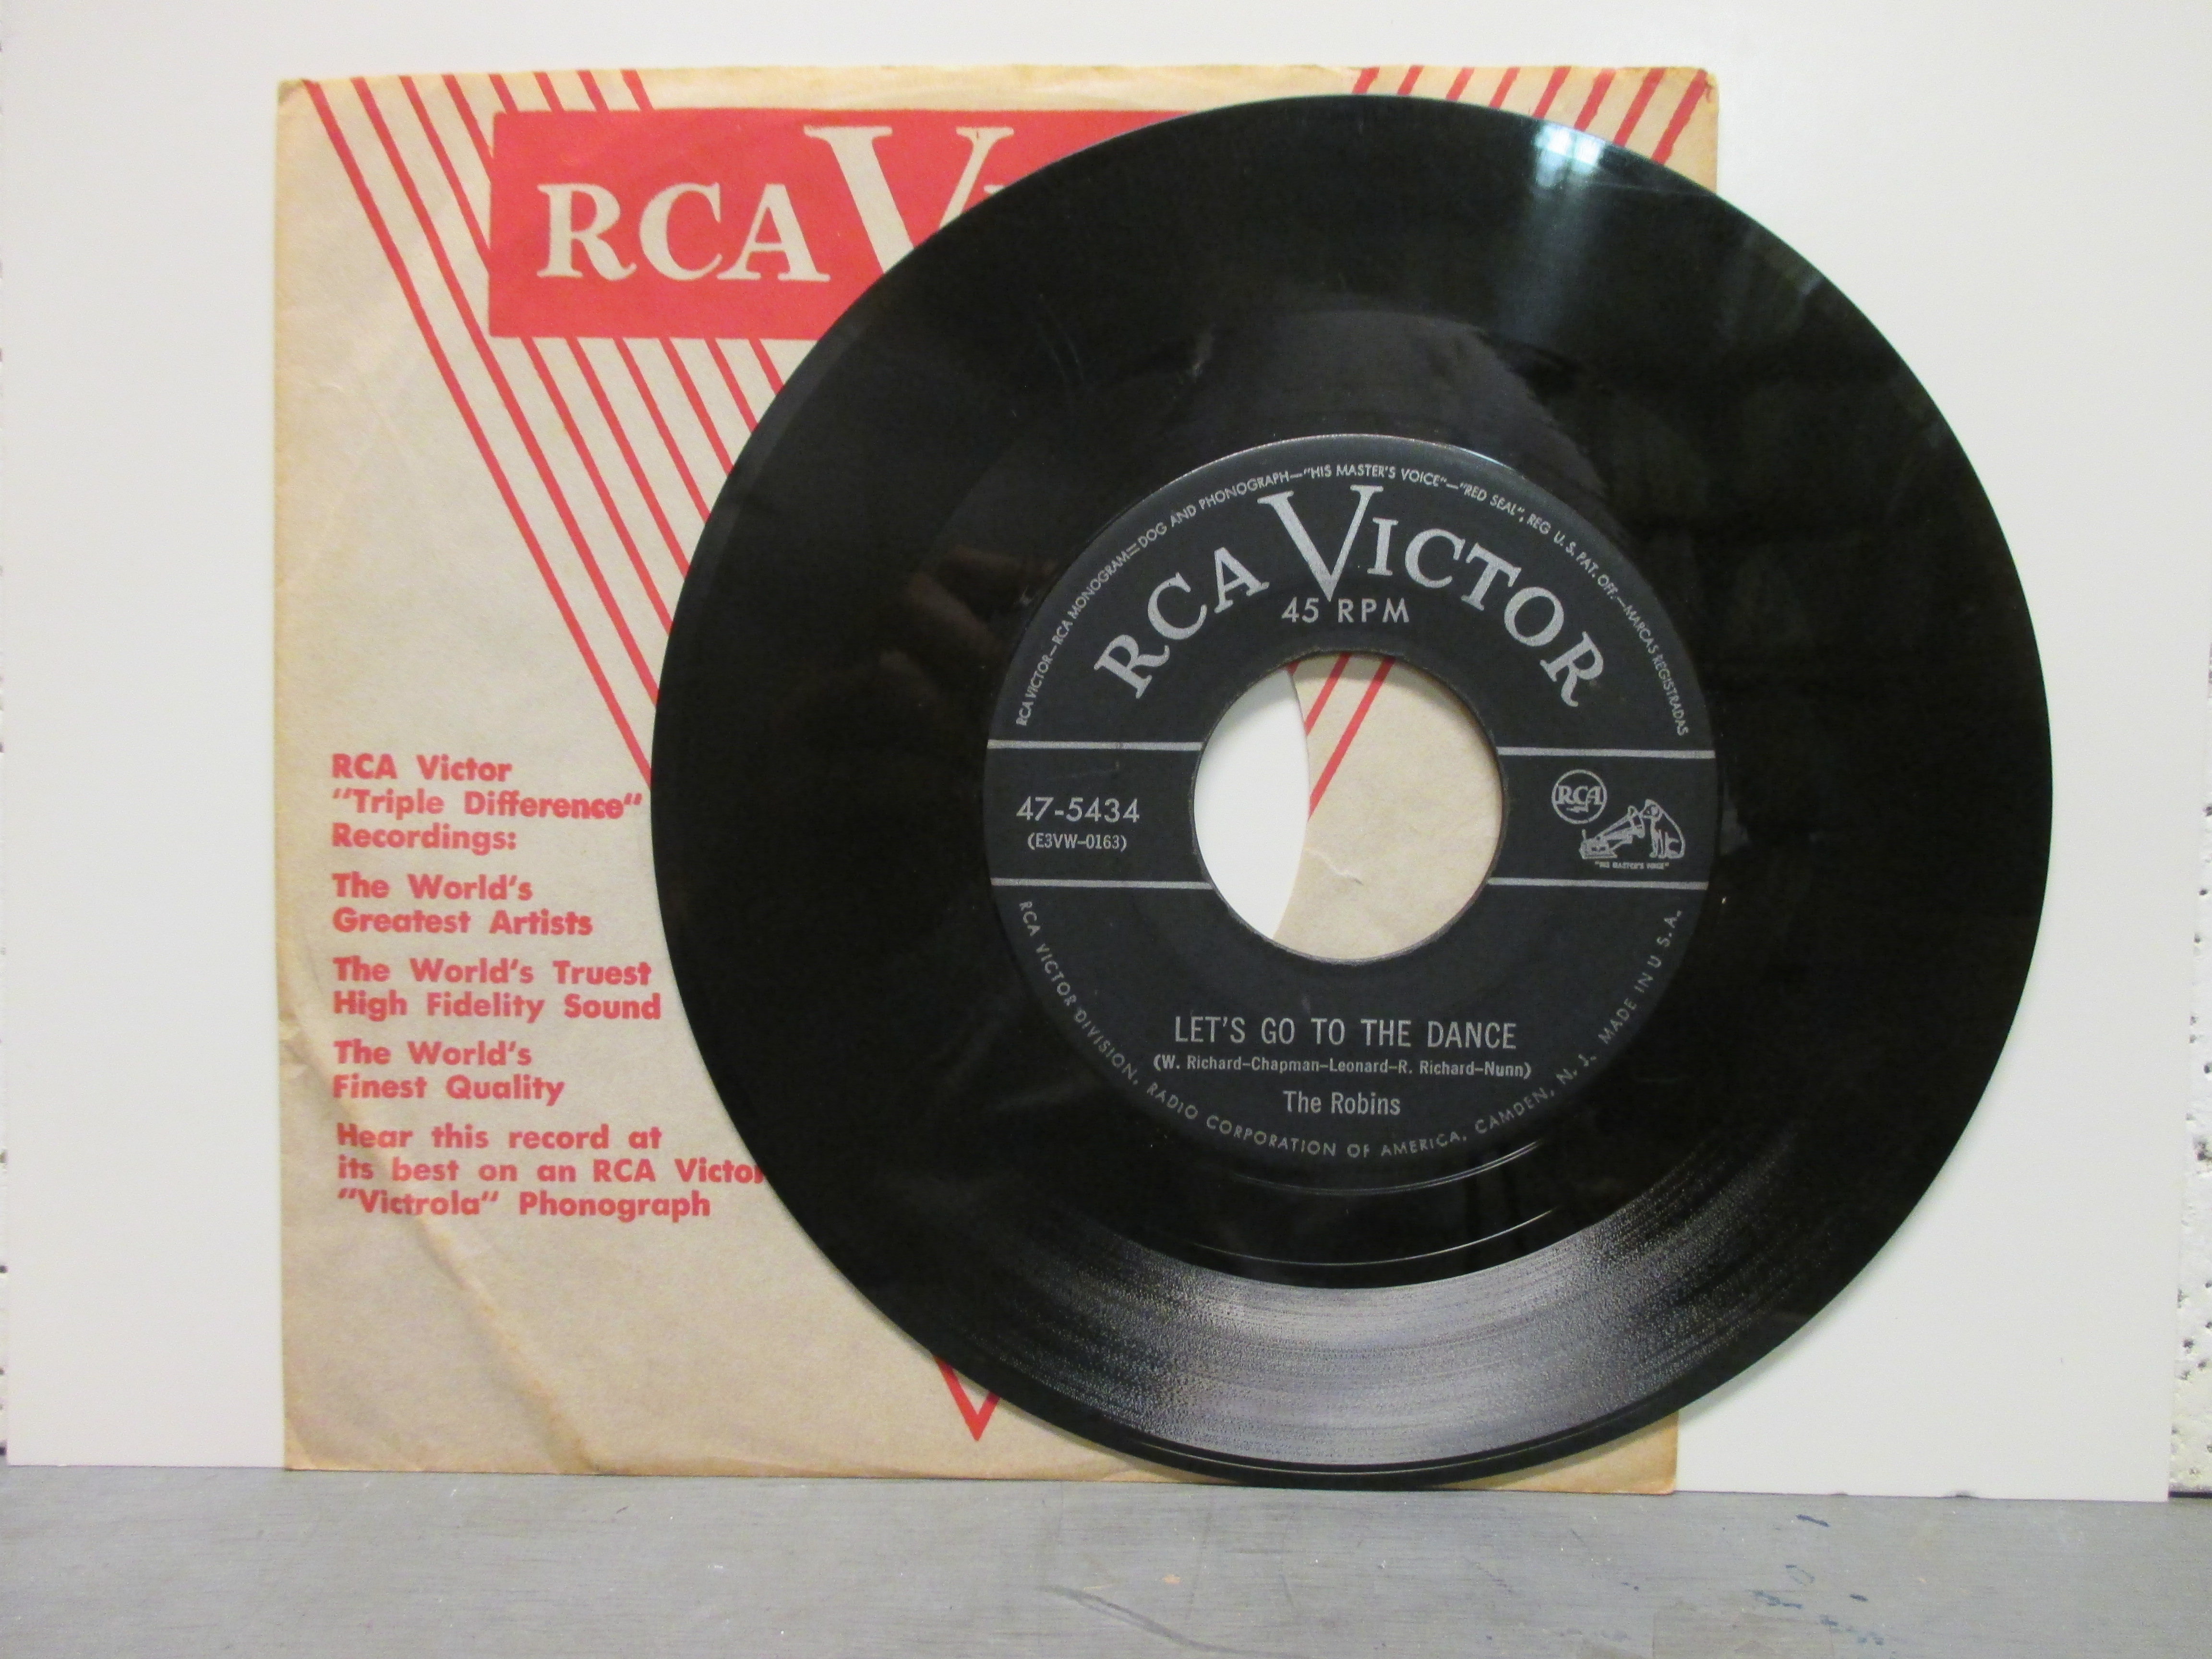 RCA V
RCA Victor
"Triple Difference"
Recordings:
The World's
Greatest Artists
The World's Truest
High Fidelity Sound
The World's
Finest Quality
Hear this record at
its best on an RCA Victor
"Victrola" Phonograph
RCA VICTOR—RCA MONOGRAM—DOG AND PHONOGRAPH—"HIS MASTER'S VOICE"—"RED SEAL", REG U.S. PAT. OFF.—MARCAS REGISTRADAS
RCA VICTOR
45 RPM
47-5434
(E3VW-0163)
RCA
"HIS MASTER'S VOICE"
LET'S GO TO THE DANCE
(W. Richard-Chapman-Leonard-R. Richard-Nunn)
The Robins
RCA VICTOR DIVISION, RADIO CORPORATION OF AMERICA, CAMDEN, N. J. MADE IN U S.A.